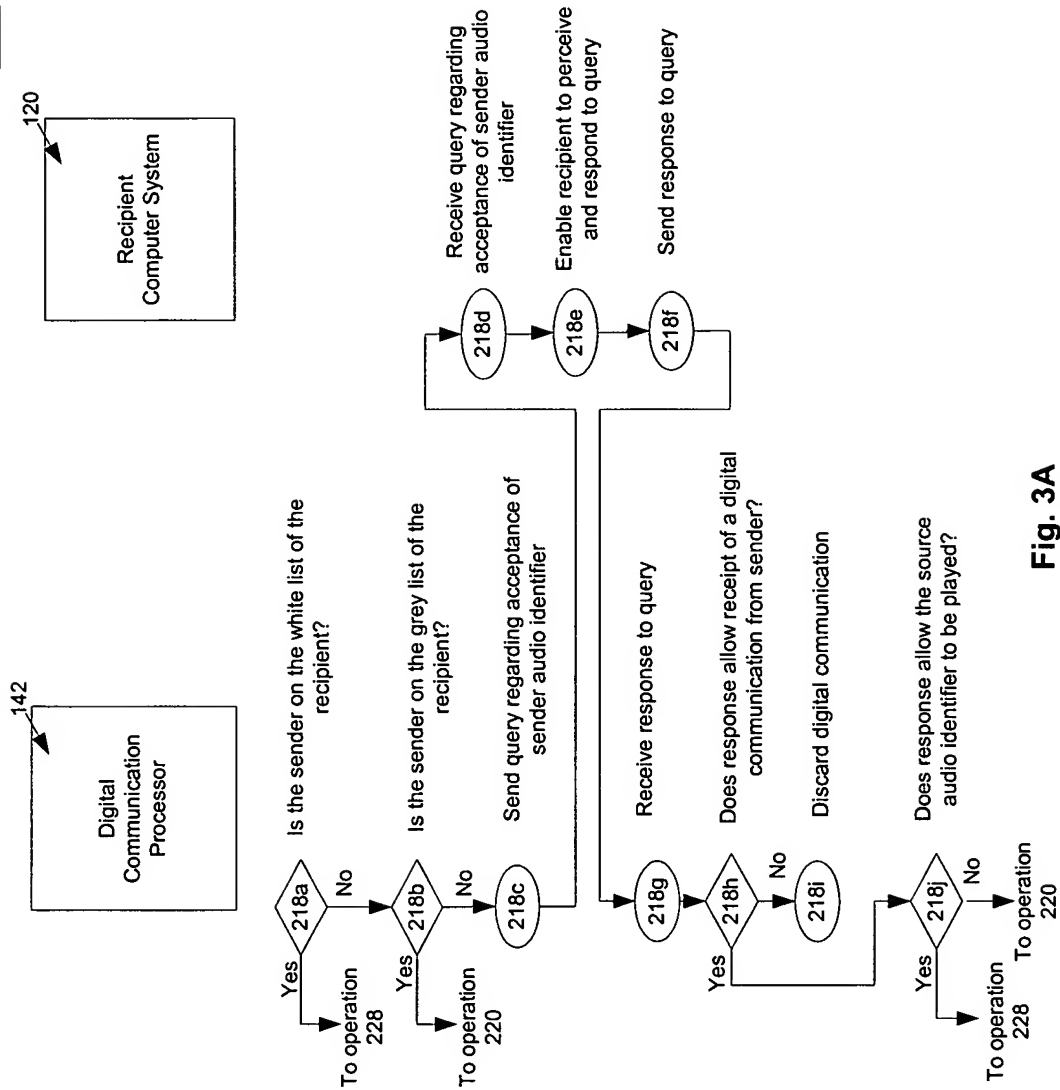 142
Digital
Communication
Processor
120
Recipient
Computer System
218a
Is the sender on the white list of the
recipient?
Yes
No
To operation
228
218b
Is the sender on the grey list of the
recipient?
Yes
No
To operation
220
218c
Send query regarding acceptance of
sender audio identifier
218d
Receive query regarding
acceptance of sender audio
identifier
218e
Enable recipient to perceive
and respond to query
218f
Send response to query
218g
Receive response to query
218h
Does response allow receipt of a digital
communication from sender?
Yes
No
218i
Discard digital communication
218j
Does response allow the source
audio identifier to be played?
Yes
No
To operation
228
To operation
220
Fig. 3A